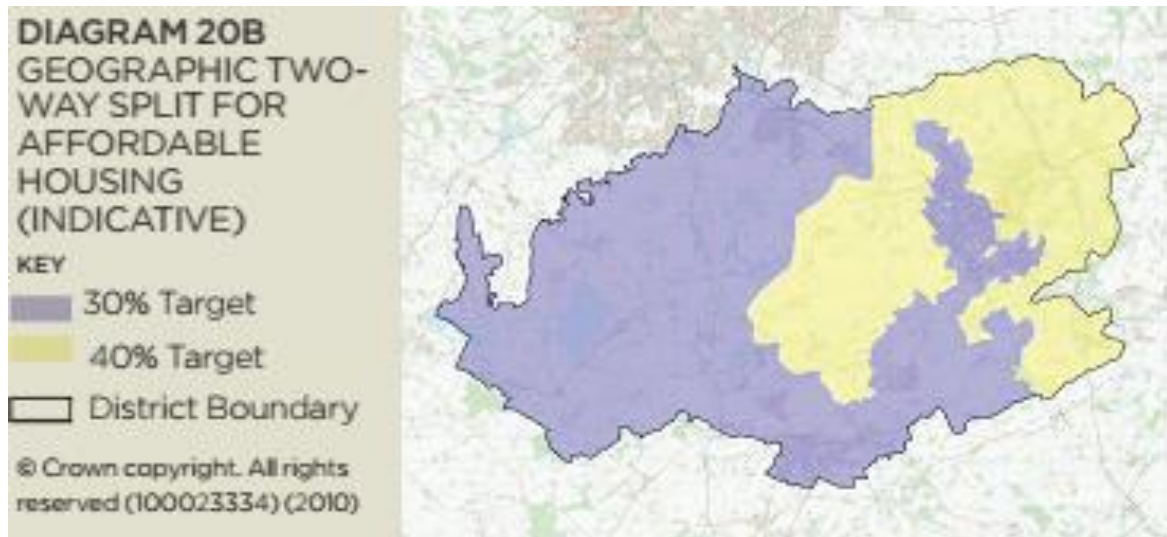 DIAGRAM 20B
GEOGRAPHIC TWO-
WAY SPLIT FOR
AFFORDABLE
HOUSING
(INDICATIVE)
KEY
30% Target
40% Target
District Boundary
© Crown copyright. All rights
reserved (100023334) (2010)